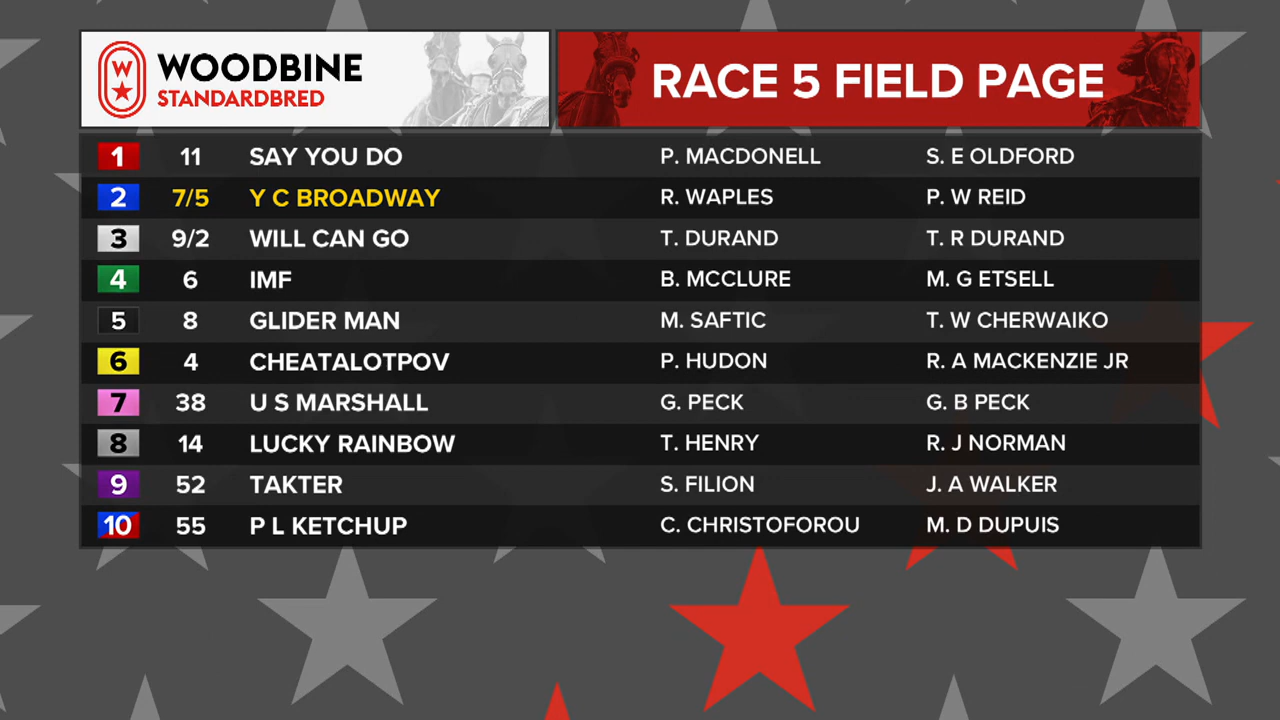 W
WOODBINE
STANDARDBRED
RACE 5 FIELD PAGE
1 11 SAY YOU DO P. MACDONELL S. E OLDFORD
2 7/5 Y C BROADWAY R. WAPLES P. W REID
3 9/2 WILL CAN GO T. DURAND T. R DURAND
4 6 IMF B. MCCLURE M. G ETSELL
5 8 GLIDER MAN M. SAFTIC T. W CHERWAIKO
6 4 CHEATALOTPOV P. HUDON R. A MACKENZIE JR
7 38 U S MARSHALL G. PECK G. B PECK
8 14 LUCKY RAINBOW T. HENRY R. J NORMAN
9 52 TAKTER S. FILION J. A WALKER
10 55 P L KETCHUP C. CHRISTOFOROU M. D DUPUIS